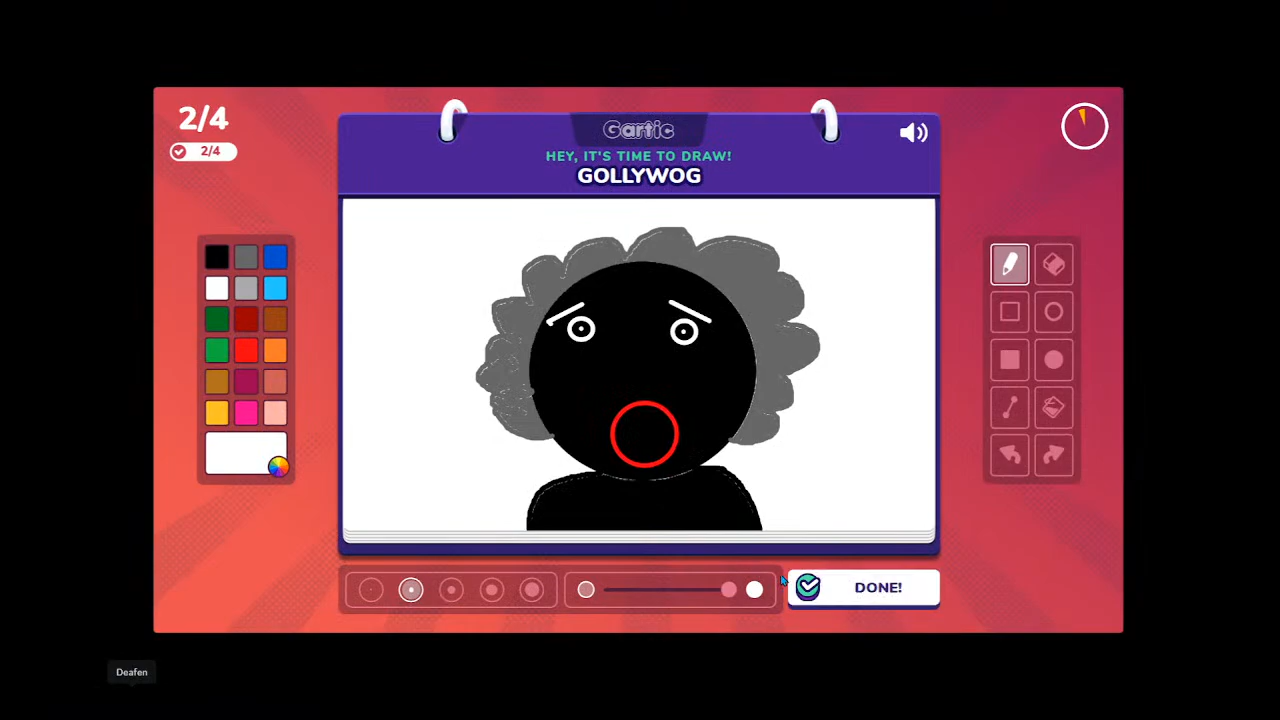 2/4
2/4
Gartic
HEY, IT'S TIME TO DRAW!
GOLLYWOG
DONE!
Deafen